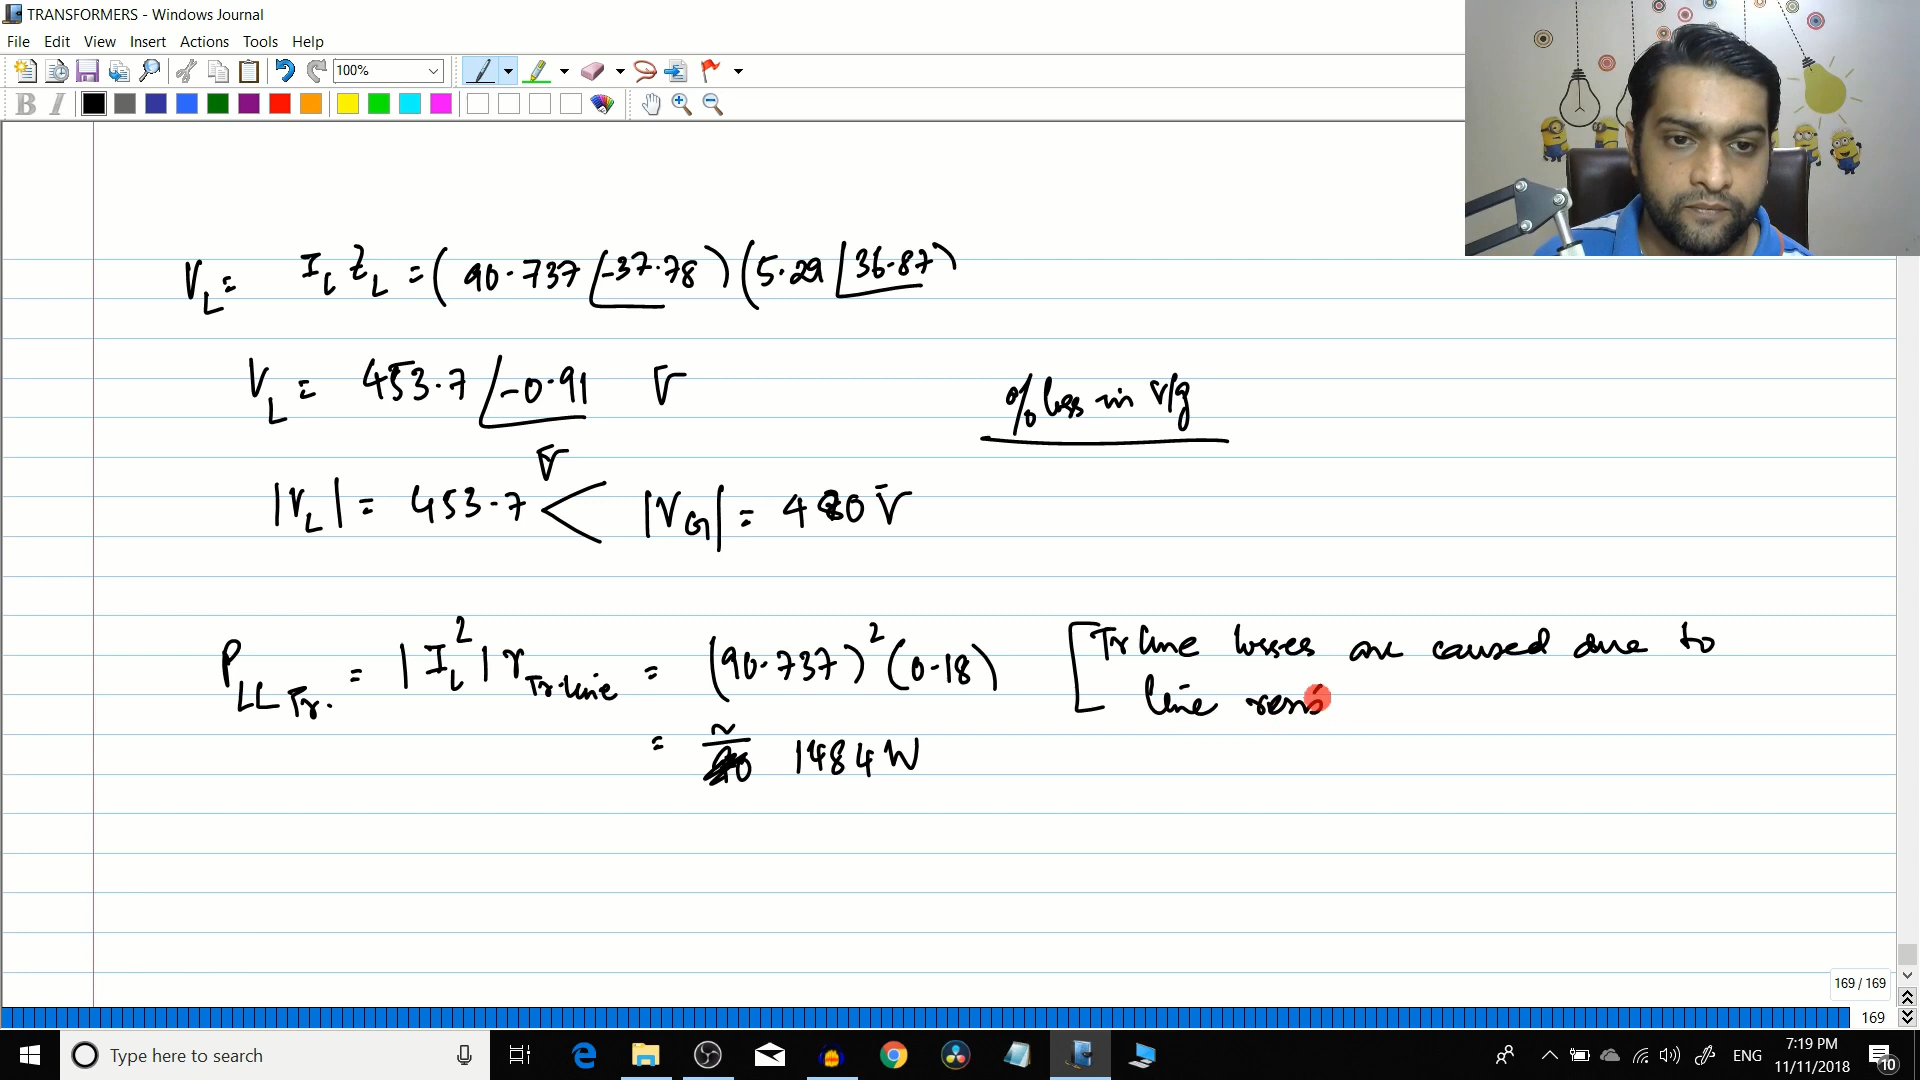 TRANSFORMERS - Windows Journal
File Edit View Insert Actions Tools Help
100%
B I
V_L = I_L Z_L = ( 90.737 ∠-37.78 ) ( 5.29 ∠36.87 )
V_L = 453.7 ∠-0.91 V
% loss in v/g
|V_L| = 453.7 V < |V_G| = 480 V
P_LL Tr. = |I_L^2| r_Tr.line = (90.737)^2 (0.18)
[Tr line losses are caused due to
line resis
= ≈ 1484 W
169 / 169
169
Type here to search
ENG
7:19 PM
11/11/2018
10